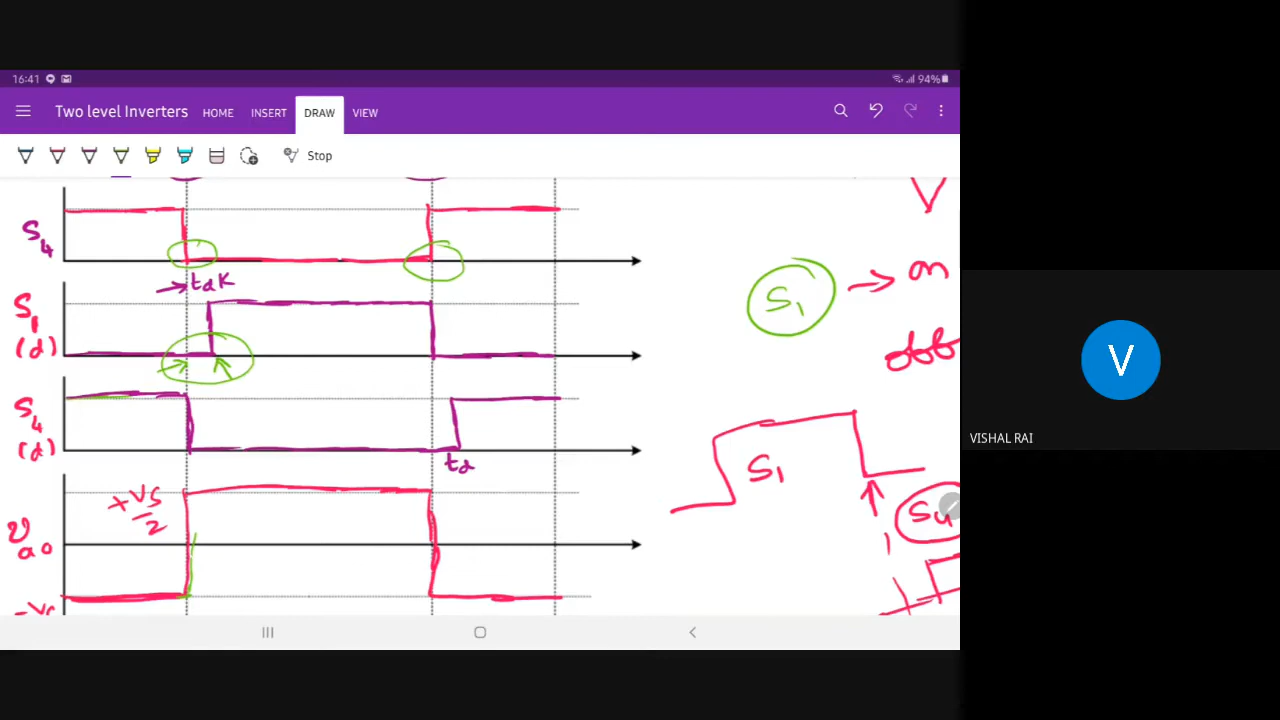 16:41
94%
Two level Inverters HOME INSERT DRAW VIEW
Stop
S4
→ tdK
S1
(d)
S1 → on
off
S4
(d)
td
S1
S4
+Vs/2
vao
-Vs
V
VISHAL RAI